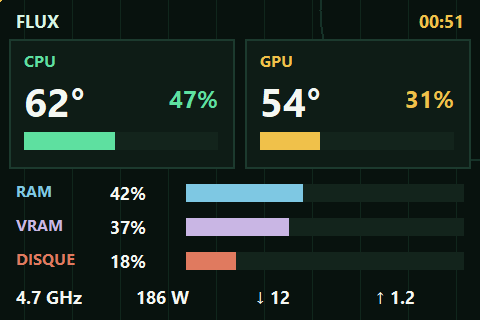 FLUX 00:51
CPU GPU
62° 47% 54° 31%
RAM 42%
VRAM 37%
DISQUE 18%
4.7 GHz 186 W ↓ 12 ↑ 1.2